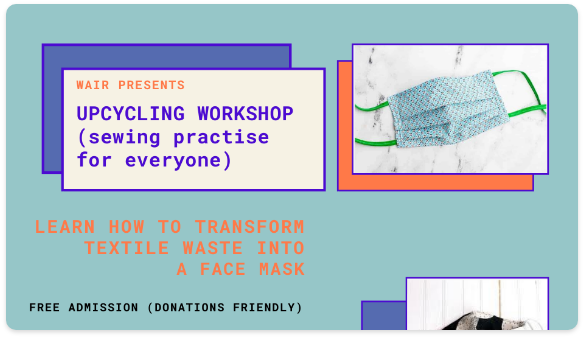 WAIR PRESENTS
UPCYCLING WORKSHOP
(sewing practise
for everyone)
LEARN HOW TO TRANSFORM
TEXTILE WASTE INTO
A FACE MASK
FREE ADMISSION (DONATIONS FRIENDLY)